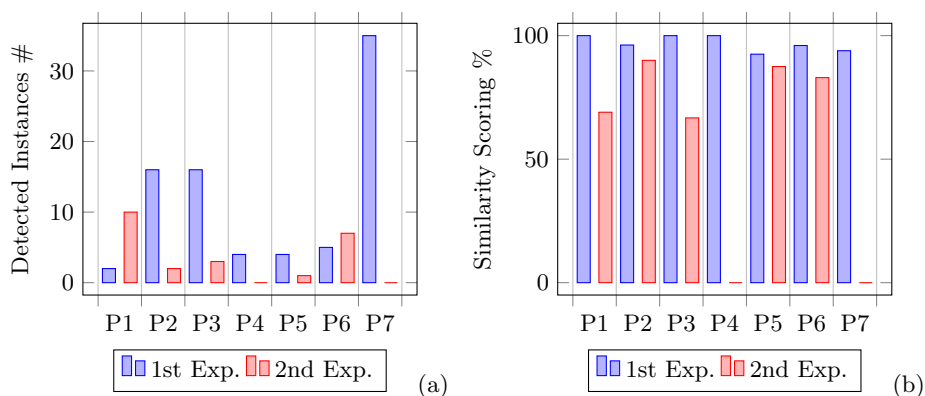 Detected Instances #
30
20
10
0
P1 P2 P3 P4 P5 P6 P7
1st Exp. 2nd Exp.
(a)
Similarity Scoring %
100
50
0
P1 P2 P3 P4 P5 P6 P7
1st Exp. 2nd Exp.
(b)